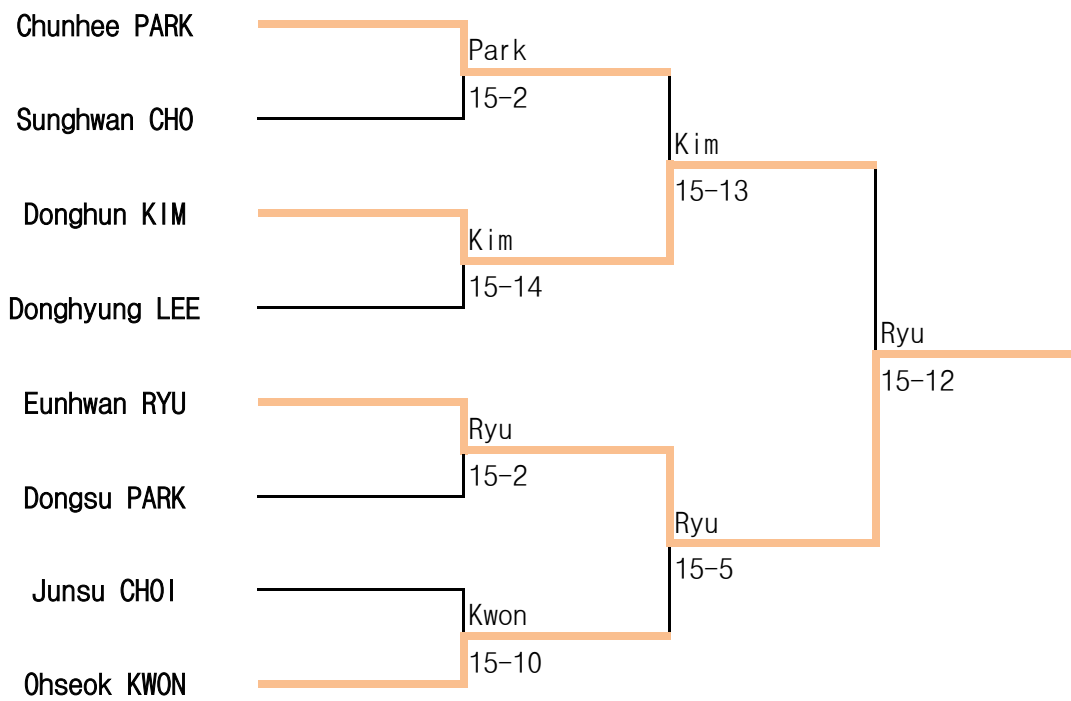 Chunhee PARK
Park
15-2
Sunghwan CHO
Kim
15-13
Donghun KIM
Kim
15-14
Donghyung LEE
Ryu
15-12
Eunhwan RYU
Ryu
15-2
Dongsu PARK
Ryu
15-5
Junsu CHOI
Kwon
15-10
Ohseok KWON